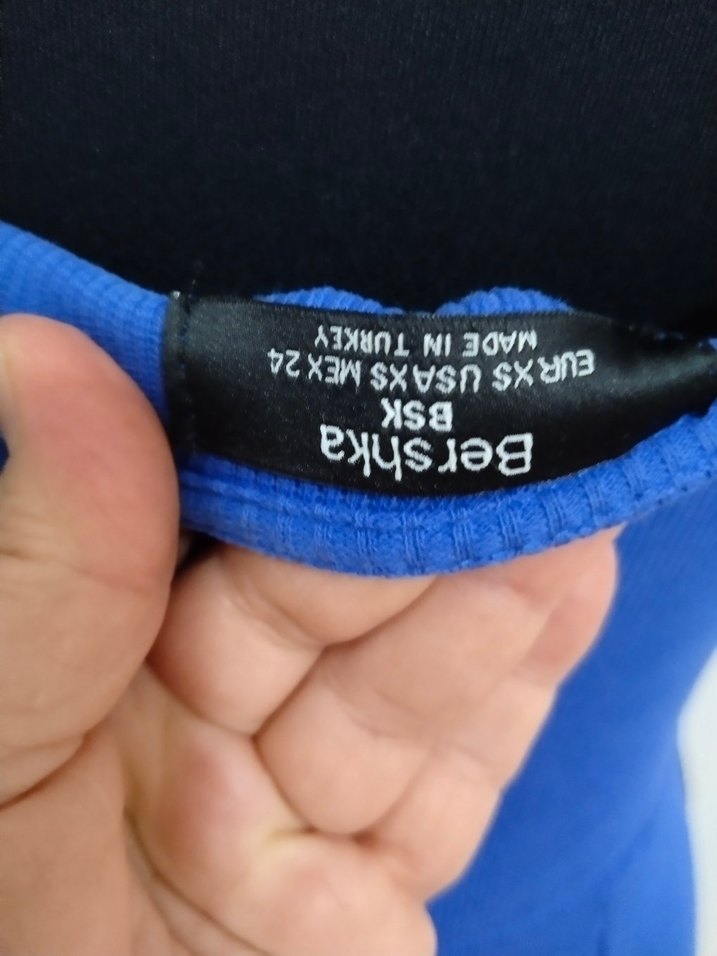 Bershka
BSK
EUR XS USA XS MEX 24
MADE IN TURKEY